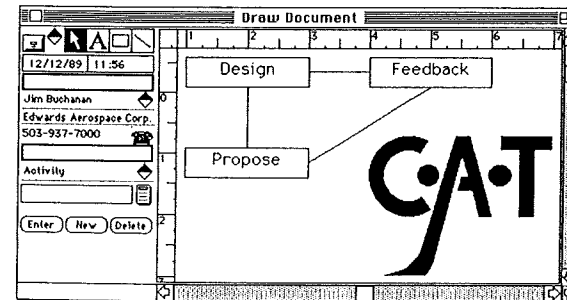 Draw Document
A
12/12/89 11:56
Jim Buchanan
Edwards Aerospace Corp.
503-937-7000
Activity
Enter New Delete
1 2 3 4 5 6 7
0
1
2
Design Feedback
Propose
C·A·T